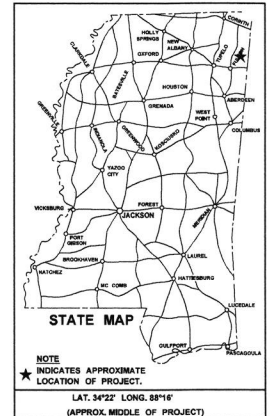 CORINTH
HOLLY
SPRINGS
NEW
ALBANY
CLARKSDALE
OXFORD
TUPELO
BATESVILLE
HOUSTON
ABERDEEN
GRENADA
GREENVILLE
WEST
POINT
INDIANOLA
GREENWOOD
COLUMBUS
KOSCIUSKO
YAZOO
CITY
VICKSBURG
FOREST
JACKSON
MERIDIAN
PORT
GIBSON
BROOKHAVEN
LAUREL
NATCHEZ
HATTIESBURG
MC COMB
LUCEDALE
STATE MAP
GULFPORT
PASCAGOULA
NOTE
INDICATES APPROXIMATE
LOCATION OF PROJECT.
LAT. 34°22' LONG. 88°16'
(APPROX. MIDDLE OF PROJECT)